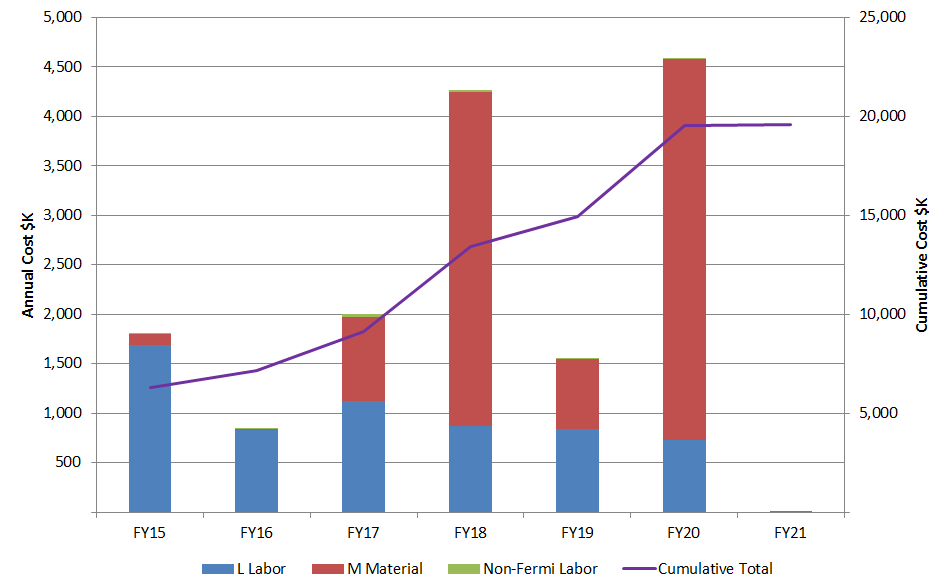 5,000 25,000
4,500
4,000 20,000
3,500
3,000 15,000
2,500
2,000 10,000
1,500
1,000 5,000
500
Annual Cost $K
Cumulative Cost $K
FY15 FY16 FY17 FY18 FY19 FY20 FY21
L Labor M Material Non-Fermi Labor Cumulative Total